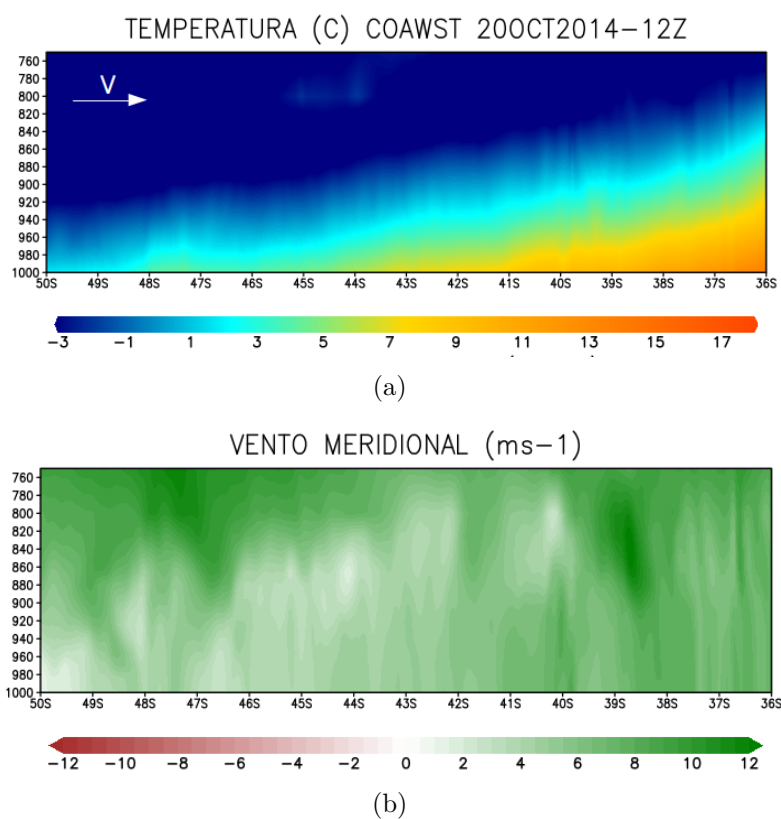 TEMPERATURA (C) COAWST 20OCT2014-12Z
V
760
780
800
820
840
860
880
900
920
940
960
980
1000
50S 49S 48S 47S 46S 45S 44S 43S 42S 41S 40S 39S 38S 37S 36S
-3 -1 1 3 5 7 9 11 13 15 17
(a)
VENTO MERIDIONAL (ms-1)
760
780
800
820
840
860
880
900
920
940
960
980
1000
50S 49S 48S 47S 46S 45S 44S 43S 42S 41S 40S 39S 38S 37S 36S
-12 -10 -8 -6 -4 -2 0 2 4 6 8 10 12
(b)